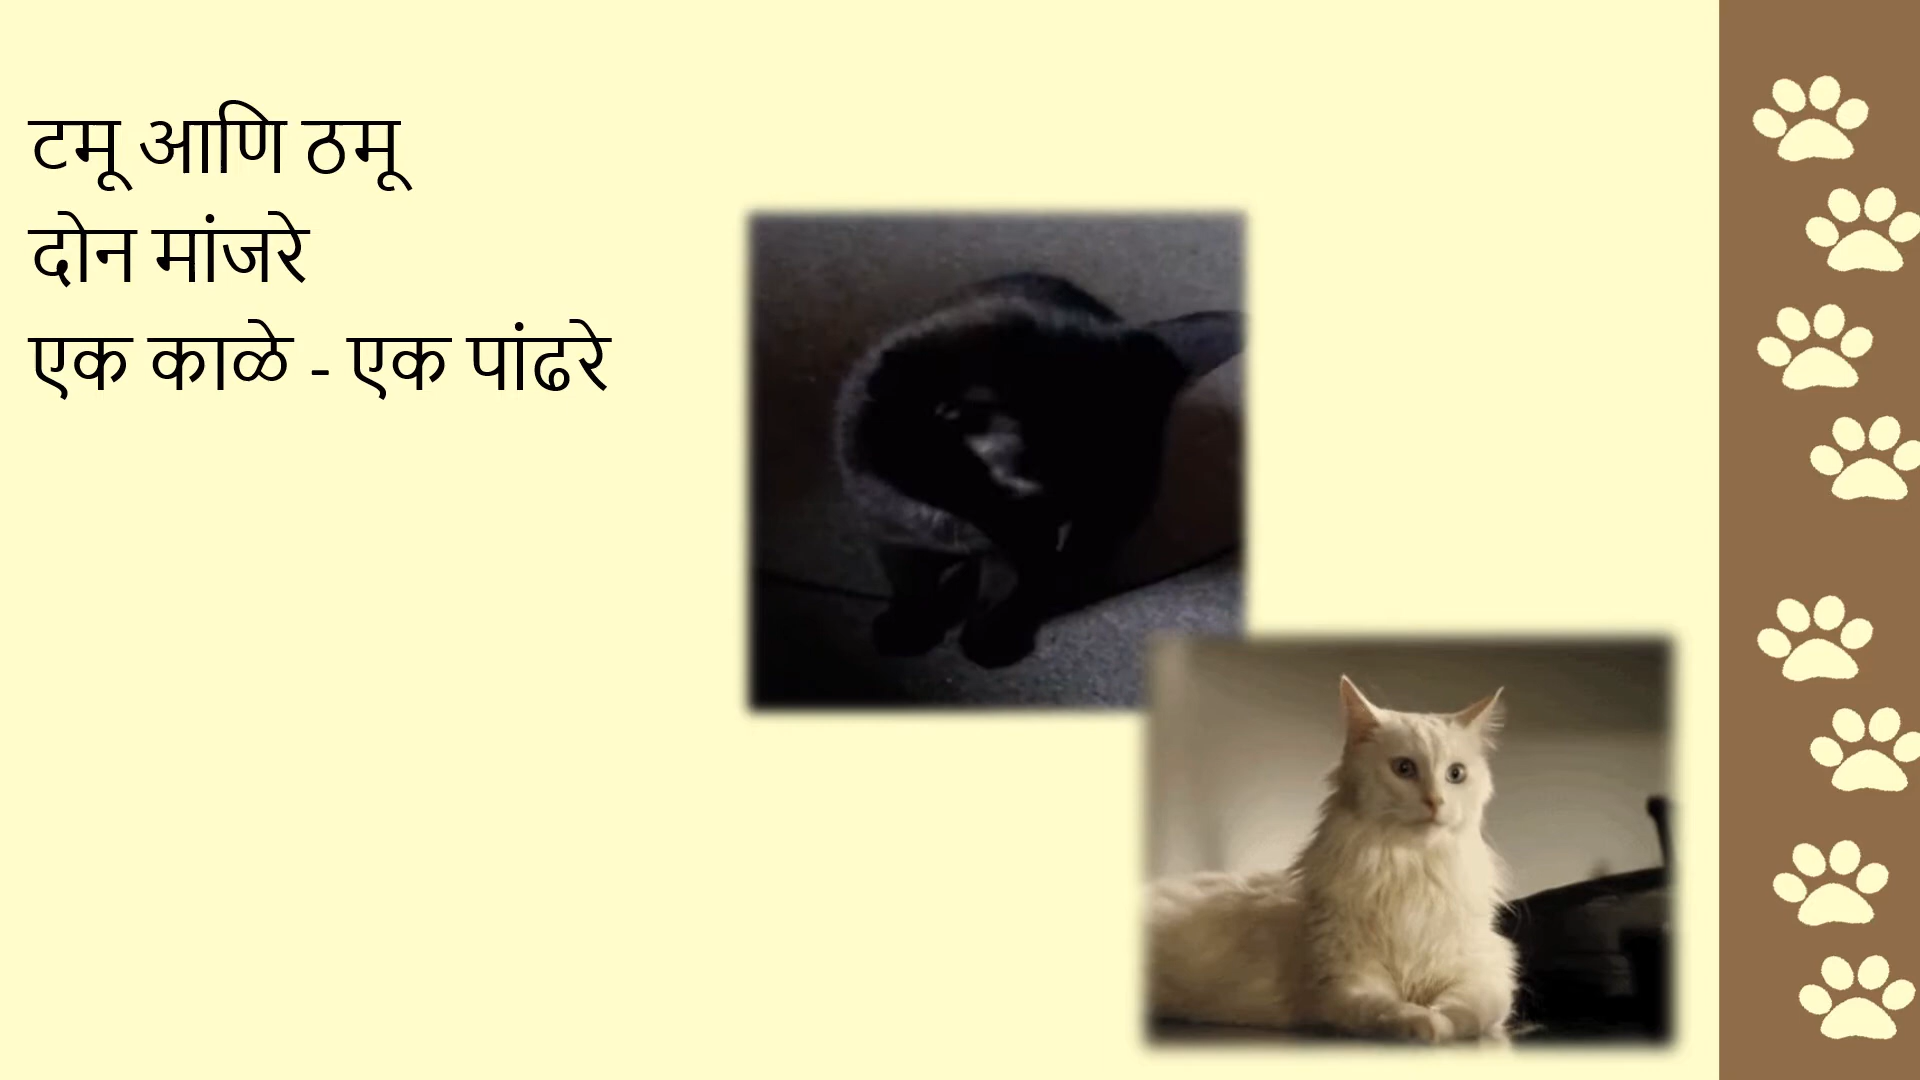 टमू आणि ठमू
दोन मांजरे
एक काळे - एक पांढरे